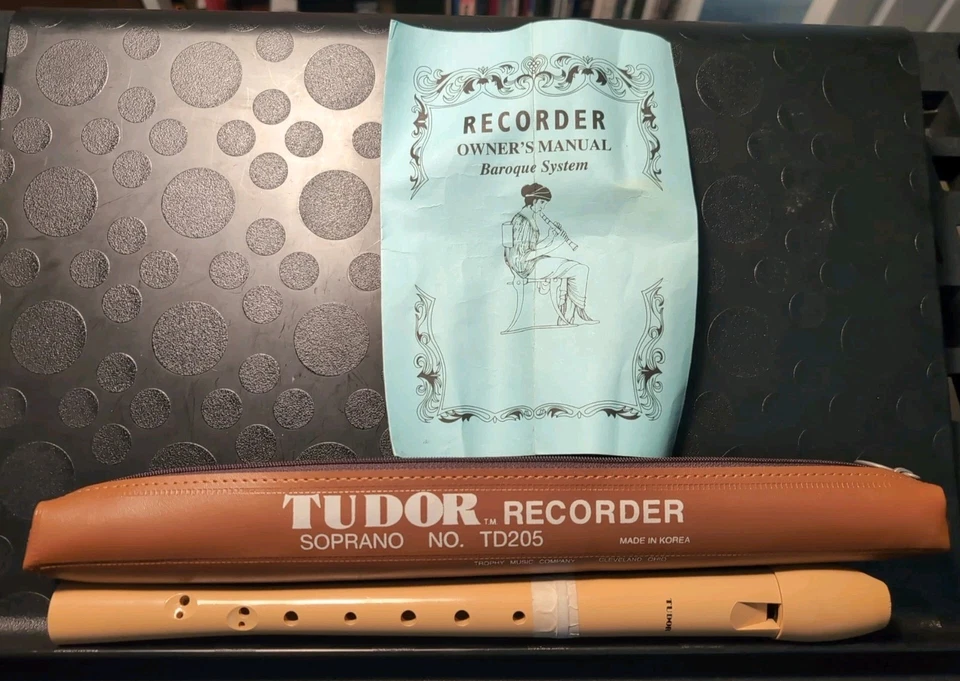 RECORDER
OWNER'S MANUAL
Baroque System
TUDOR™ RECORDER
SOPRANO NO. TD205 MADE IN KOREA
TROPHY MUSIC COMPANY CLEVELAND OHIO
TUDOR